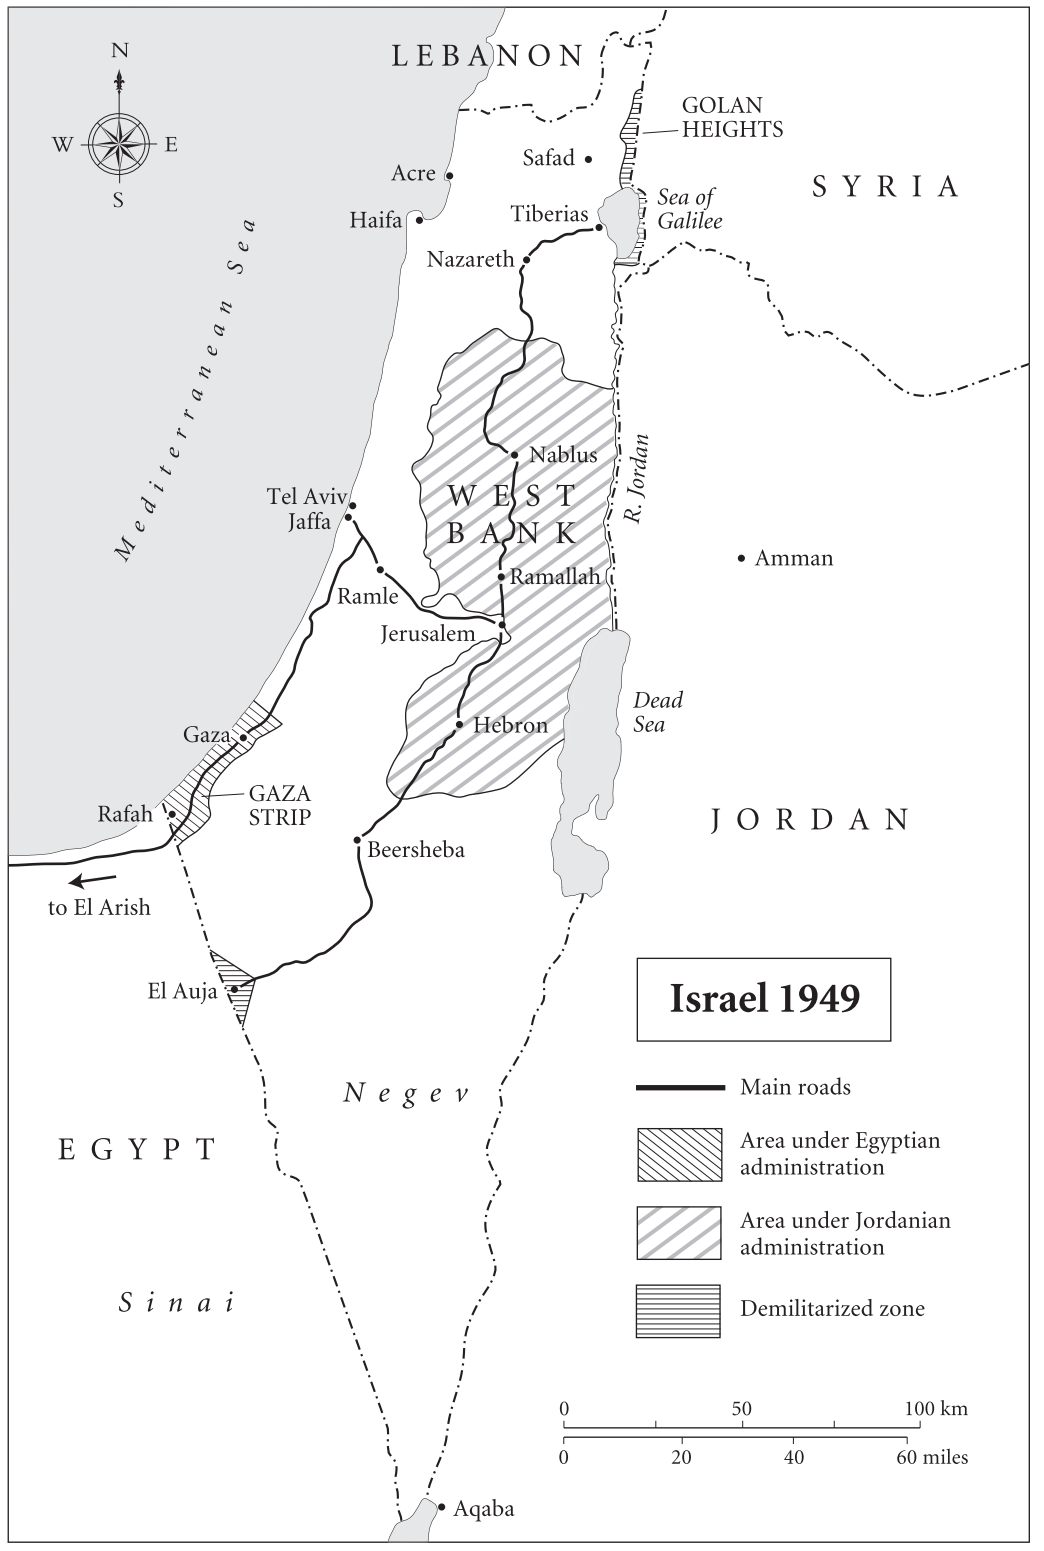 LEBANON
N
W
E
S
GOLAN
HEIGHTS
Safad
Acre
SYRIA
Sea of
Galilee
Tiberias
Haifa
Nazareth
Mediterranean Sea
Nablus
R. Jordan
WEST
BANK
Tel Aviv
Jaffa
Amman
Ramallah
Ramle
Jerusalem
Dead
Sea
Hebron
Gaza
GAZA
STRIP
Rafah
JORDAN
Beersheba
to El Arish
El Auja
Israel 1949
Negev
Main roads
EGYPT
Area under Egyptian
administration
Area under Jordanian
administration
Sinai
Demilitarized zone
0 50 100 km
0 20 40 60 miles
Aqaba